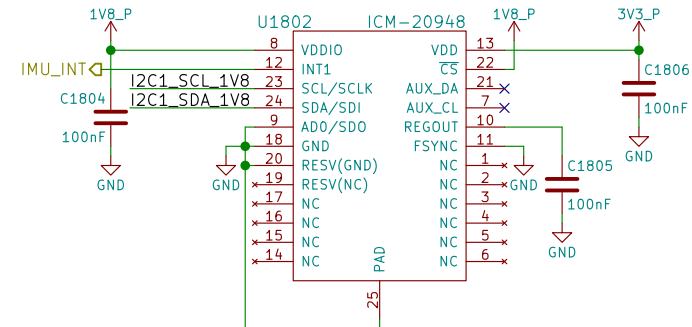 1V8_P
U1802
ICM-20948
1V8_P
3V3_P
8
VDDIO
VDD
13
IMU_INT
12
INT1
CS
22
I2C1_SCL_1V8
23
SCL/SCLK
AUX_DA
21
C1806
C1804
I2C1_SDA_1V8
24
SDA/SDI
AUX_CL
7
100nF
9
AD0/SDO
REGOUT
10
100nF
18
GND
FSYNC
11
GND
20
RESV(GND)
NC
1
C1805
GND
GND
19
RESV(NC)
NC
2
GND
17
NC
NC
3
100nF
16
NC
NC
4
15
NC
NC
5
GND
14
NC
NC
6
PAD
25